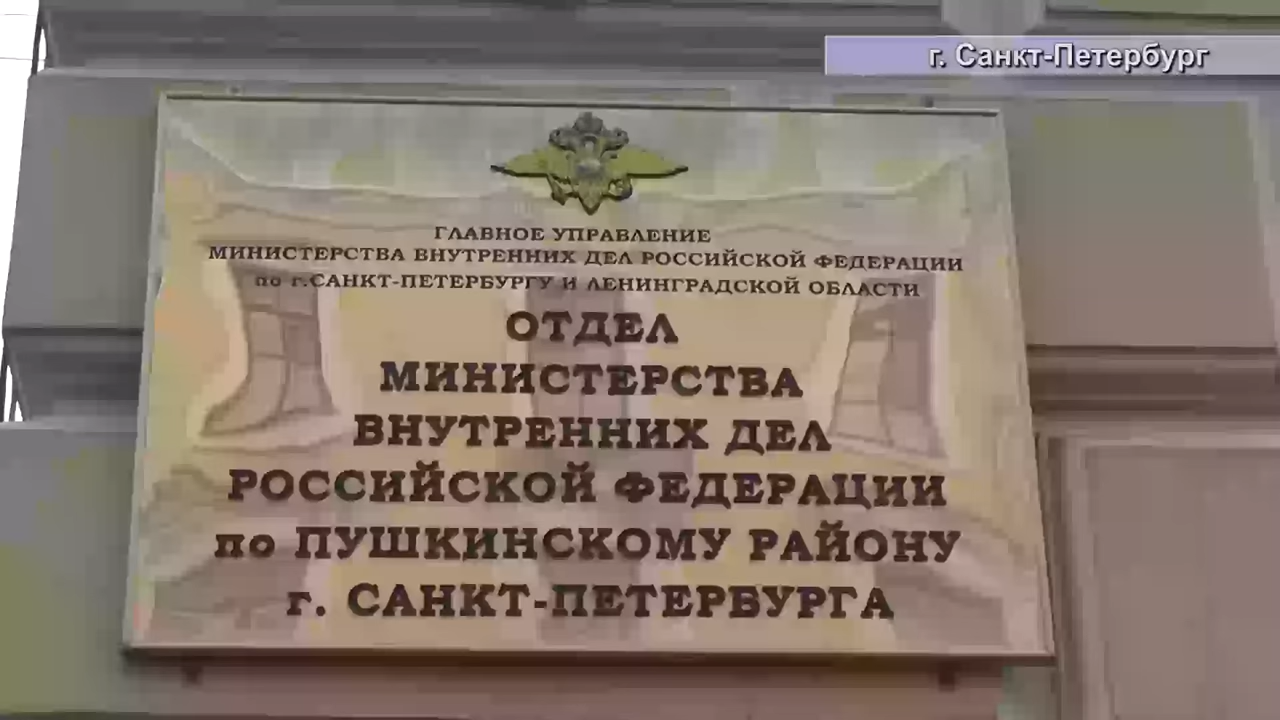 г. Санкт-Петербург
ГЛАВНОЕ УПРАВЛЕНИЕ
МИНИСТЕРСТВА ВНУТРЕННИХ ДЕЛ РОССИЙСКОЙ ФЕДЕРАЦИИ
по г.САНКТ-ПЕТЕРБУРГУ И ЛЕНИНГРАДСКОЙ ОБЛАСТИ
ОТДЕЛ
МИНИСТЕРСТВА
ВНУТРЕННИХ ДЕЛ
РОССИЙСКОЙ ФЕДЕРАЦИИ
по ПУШКИНСКОМУ РАЙОНУ
г. САНКТ-ПЕТЕРБУРГА